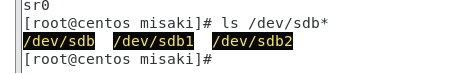 sr0
[root@centos misaki]# ls /dev/sdb*
/dev/sdb  /dev/sdb1  /dev/sdb2
[root@centos misaki]#